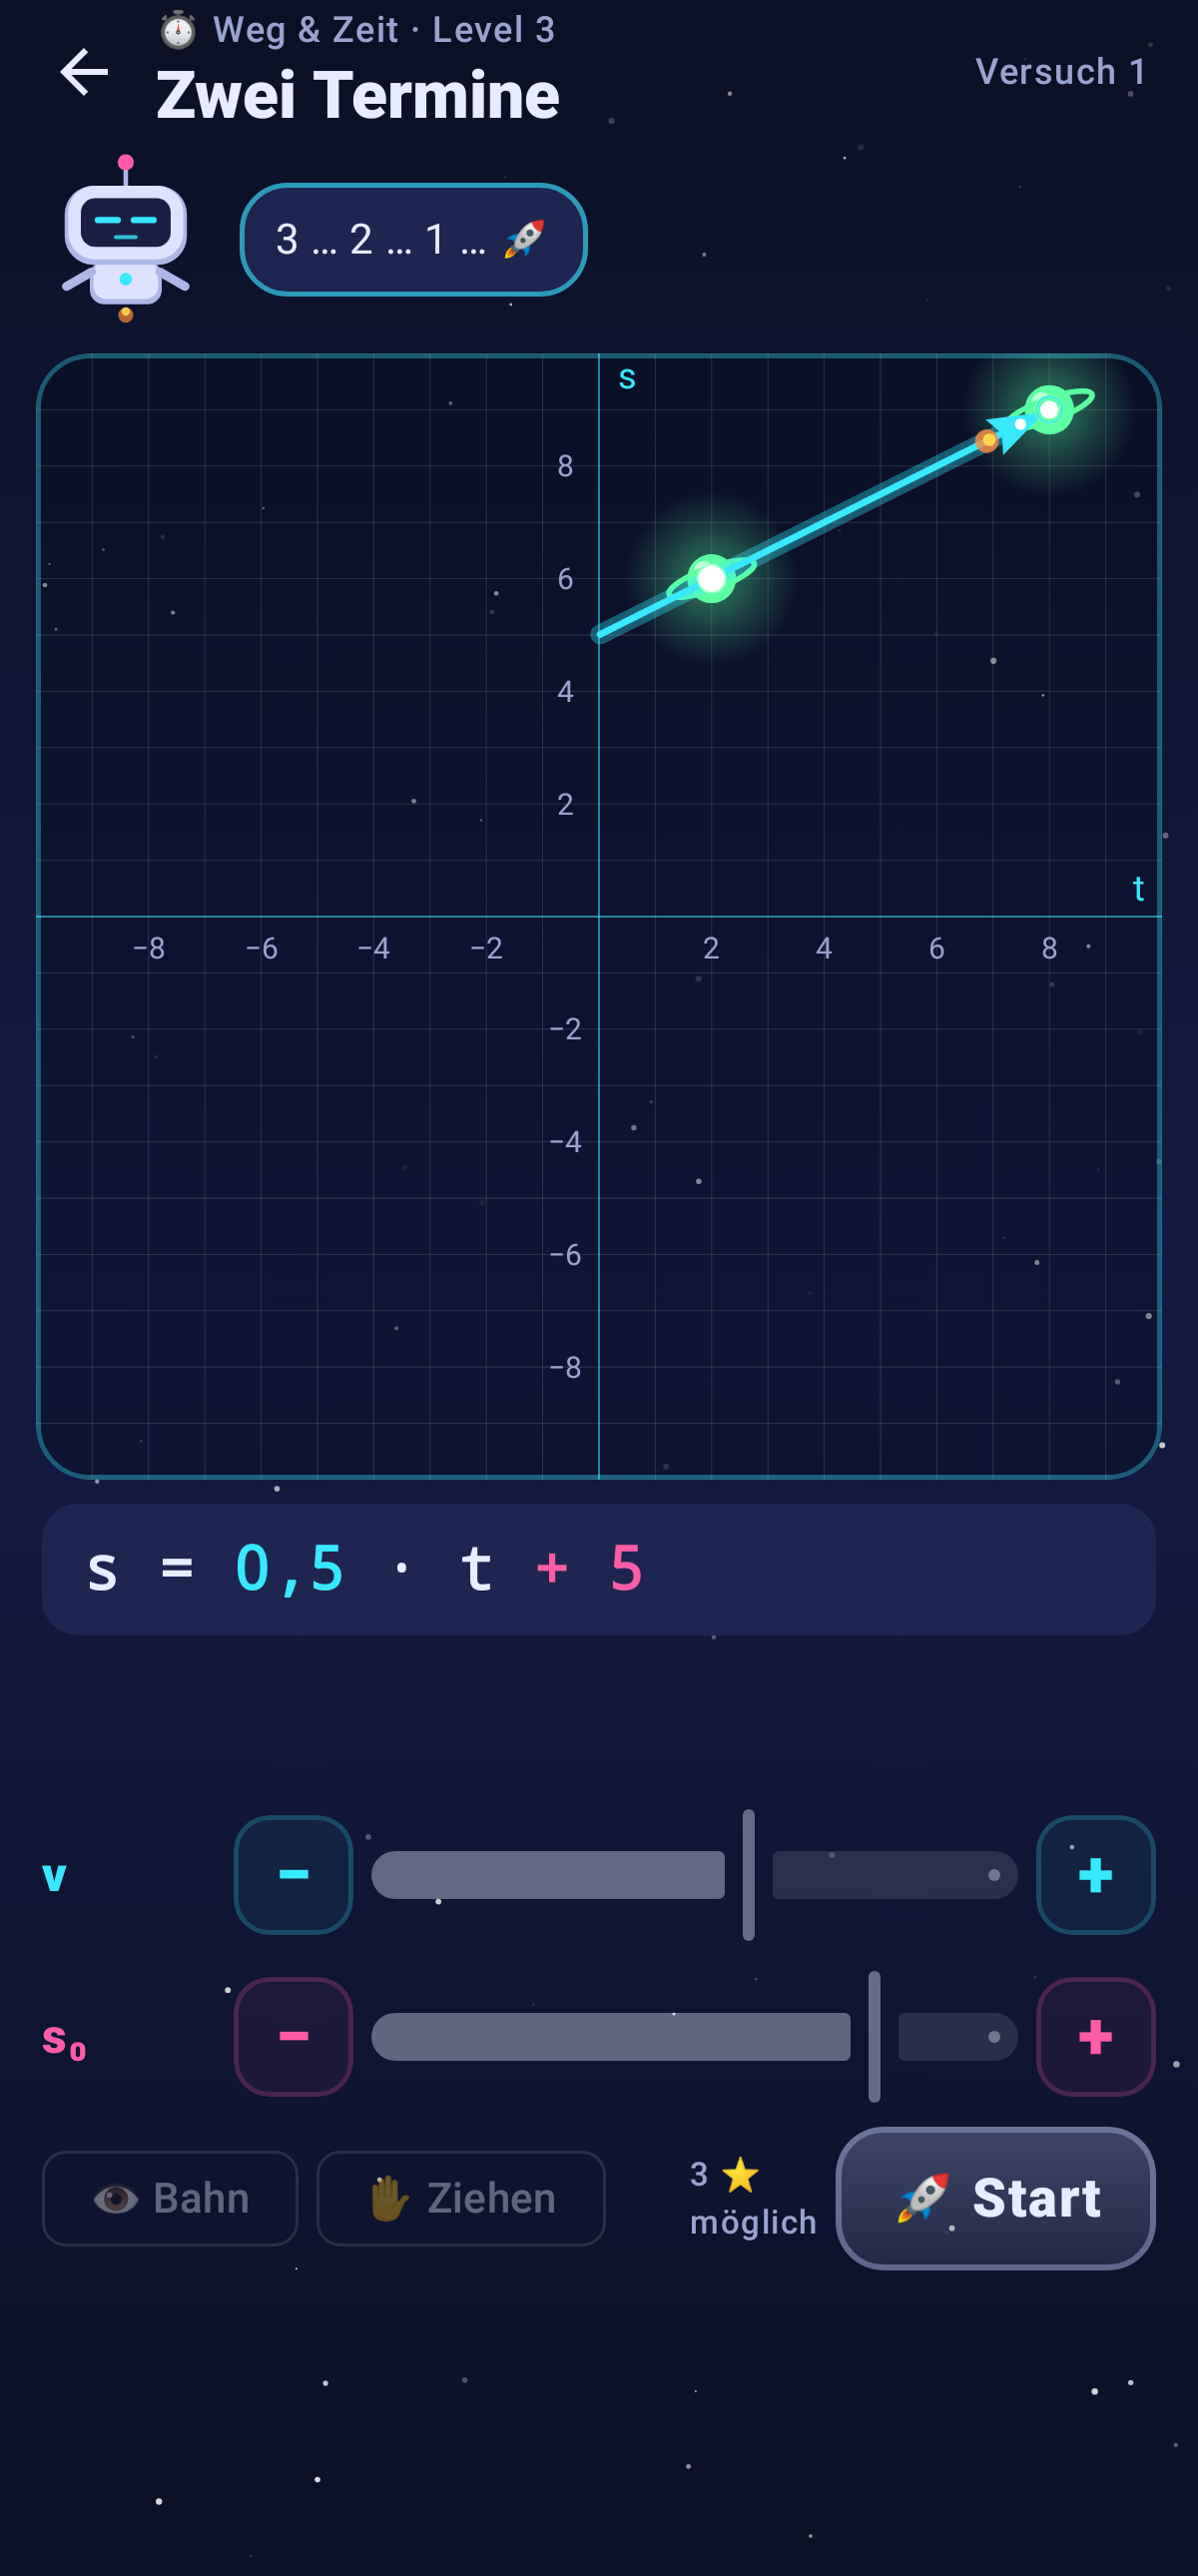 ⏱️ Weg & Zeit · Level 3
Zwei Termine
Versuch 1
3 … 2 … 1 … 🚀
s
8
6
4
2
t
−8 −6 −4 −2 2 4 6 8
−2
−4
−6
−8
s = 0,5 · t + 5
v − +
s₀ − +
👁️ Bahn
✋ Ziehen
3 ⭐
möglich
🚀 Start